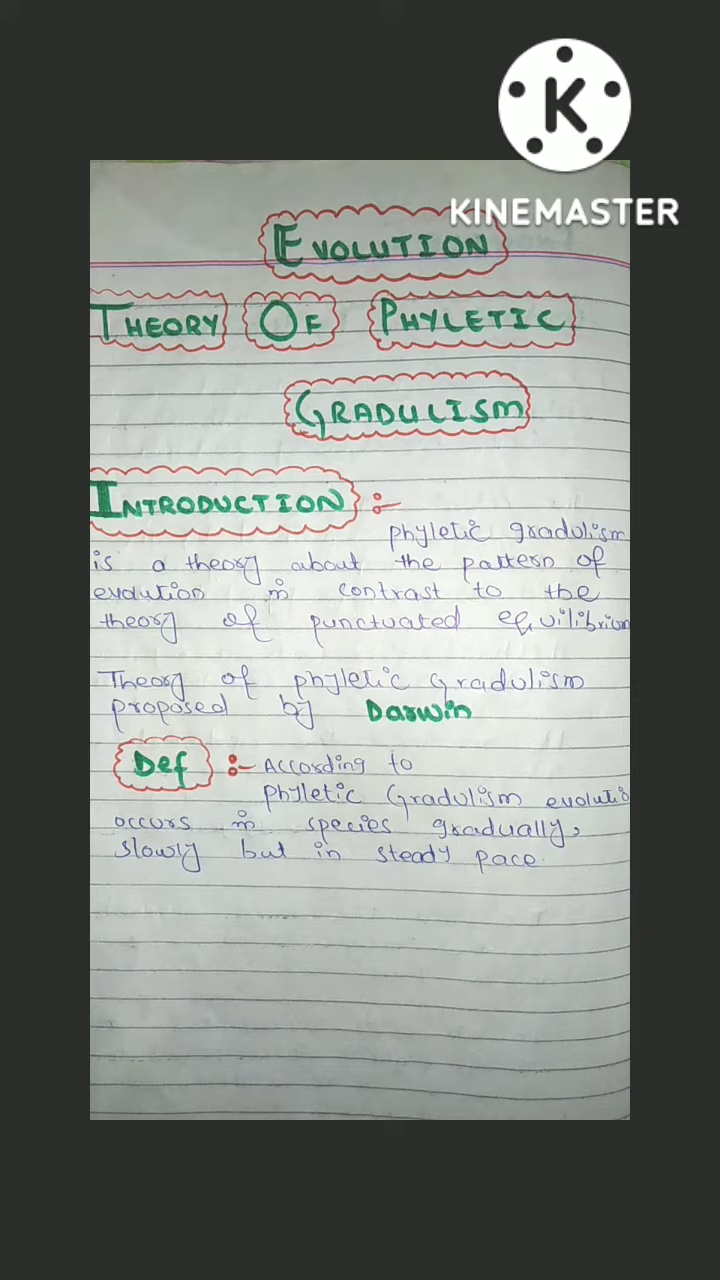 K
KINEMASTER
EVOLUTION
THEORY OF PHYLETIC
GRADULISM
INTRODUCTION :-
phyletic gradulism
is a theory about the pattern of
evolution in contrast to the
theory of punctuated equilibrium
Theory of phyletic Gradulism
proposed by Darwin
Def :- According to
Phyletic Gradulism evolutio
occurs in species gradually,
slowly but in steady pace.